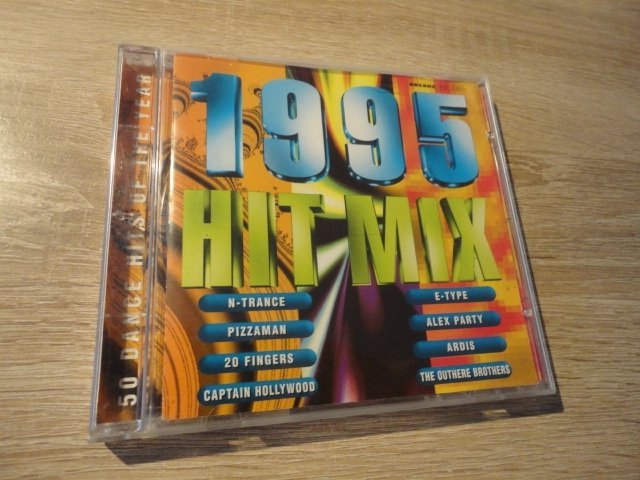 50 DANCE HITS OF THE YEAR
ARCADE
1995
HIT MIX
N-TRANCE
PIZZAMAN
20 FINGERS
CAPTAIN HOLLYWOOD
E-TYPE
ALEX PARTY
ARDIS
THE OUTHERE BROTHERS